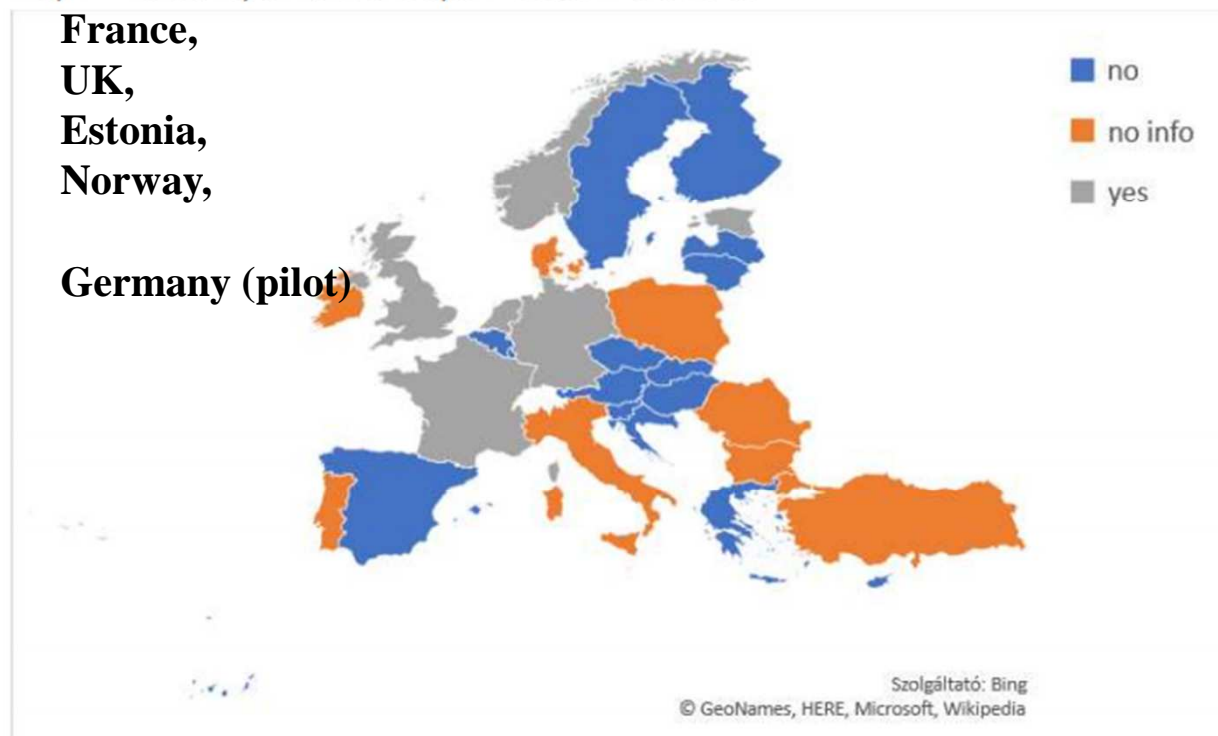 France,
UK,
Estonia,
Norway,
Germany (pilot)
no
no info
yes
Szolgáltató: Bing
© GeoNames, HERE, Microsoft, Wikipedia